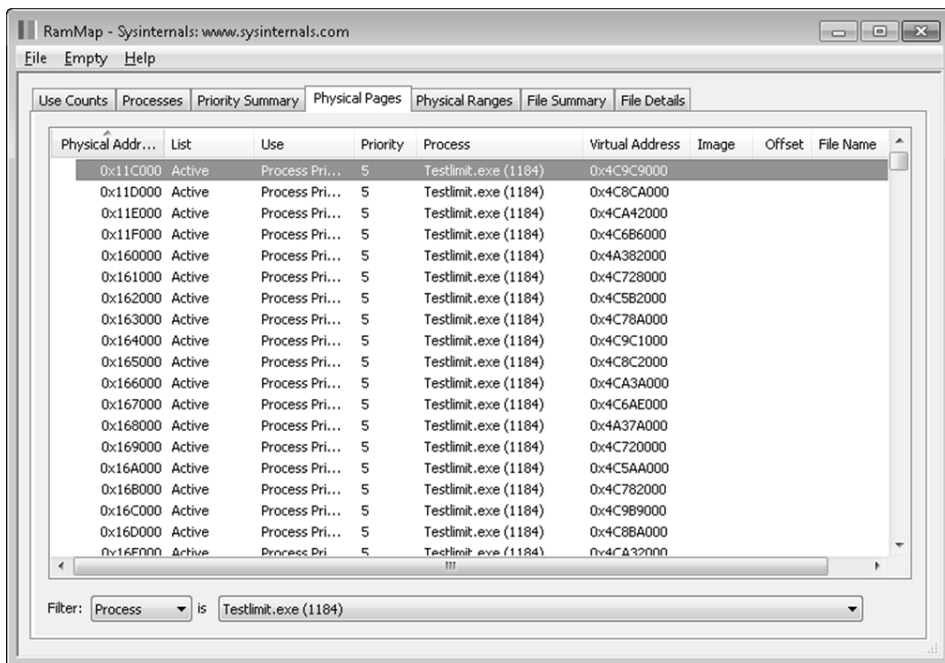 RamMap - Sysinternals: www.sysinternals.com
File Empty Help
Use Counts Processes Priority Summary Physical Pages Physical Ranges File Summary File Details
Physical Addr... List Use Priority Process Virtual Address Image Offset File Name
0x11C000 Active Process Pri... 5 Testlimit.exe (1184) 0x4C9C9000
0x11D000 Active Process Pri... 5 Testlimit.exe (1184) 0x4C8CA000
0x11E000 Active Process Pri... 5 Testlimit.exe (1184) 0x4CA42000
0x11F000 Active Process Pri... 5 Testlimit.exe (1184) 0x4C6B6000
0x160000 Active Process Pri... 5 Testlimit.exe (1184) 0x4A382000
0x161000 Active Process Pri... 5 Testlimit.exe (1184) 0x4C728000
0x162000 Active Process Pri... 5 Testlimit.exe (1184) 0x4C5B2000
0x163000 Active Process Pri... 5 Testlimit.exe (1184) 0x4C78A000
0x164000 Active Process Pri... 5 Testlimit.exe (1184) 0x4C9C1000
0x165000 Active Process Pri... 5 Testlimit.exe (1184) 0x4C8C2000
0x166000 Active Process Pri... 5 Testlimit.exe (1184) 0x4CA3A000
0x167000 Active Process Pri... 5 Testlimit.exe (1184) 0x4C6AE000
0x168000 Active Process Pri... 5 Testlimit.exe (1184) 0x4A37A000
0x169000 Active Process Pri... 5 Testlimit.exe (1184) 0x4C720000
0x16A000 Active Process Pri... 5 Testlimit.exe (1184) 0x4C5AA000
0x16B000 Active Process Pri... 5 Testlimit.exe (1184) 0x4C782000
0x16C000 Active Process Pri... 5 Testlimit.exe (1184) 0x4C9B9000
0x16D000 Active Process Pri... 5 Testlimit.exe (1184) 0x4C8BA000
0x16E000 Active Process Pri... 5 Testlimit.exe (1184) 0x4CA32000
Filter: Process is Testlimit.exe (1184)